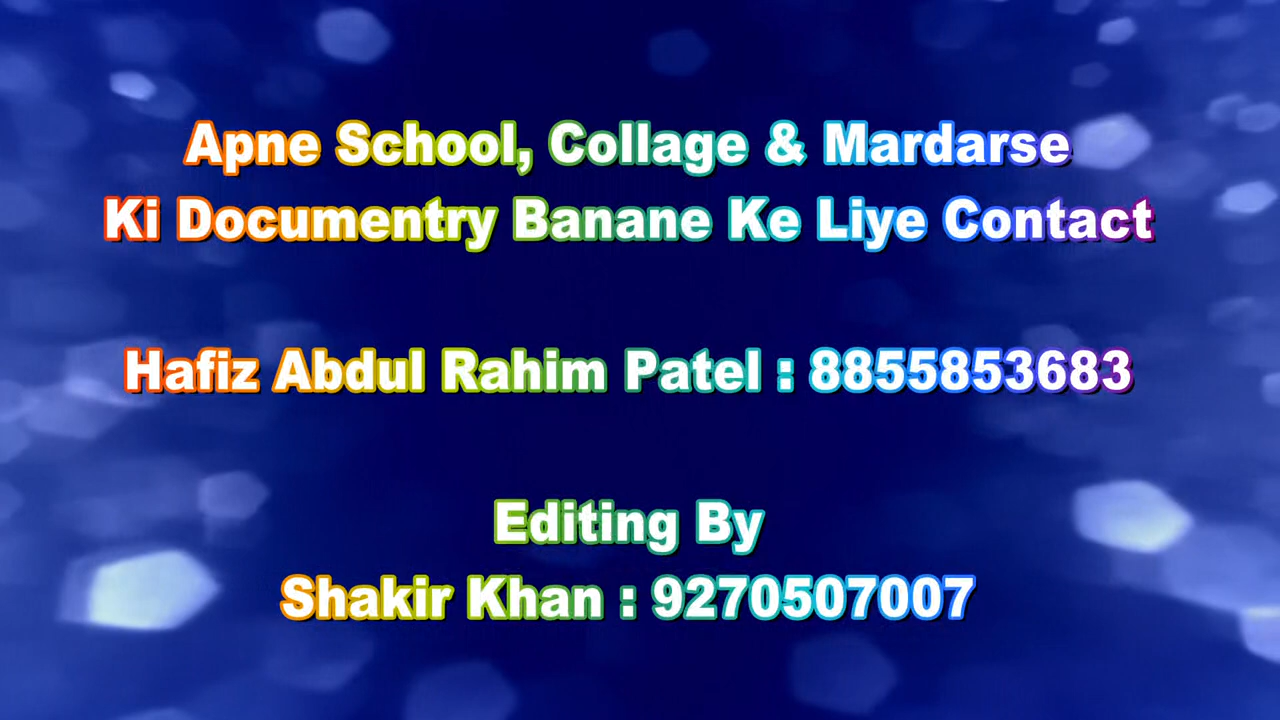 Apne School, Collage & Mardarse
Ki Documentry Banane Ke Liye Contact
Hafiz Abdul Rahim Patel : 8855853683
Editing By
Shakir Khan : 9270507007